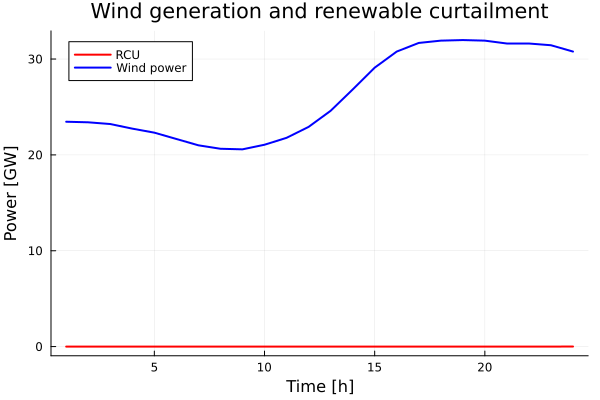 Wind generation and renewable curtailment
RCU
Wind power
Power [GW]
30
20
10
0
5
10
15
20
Time [h]